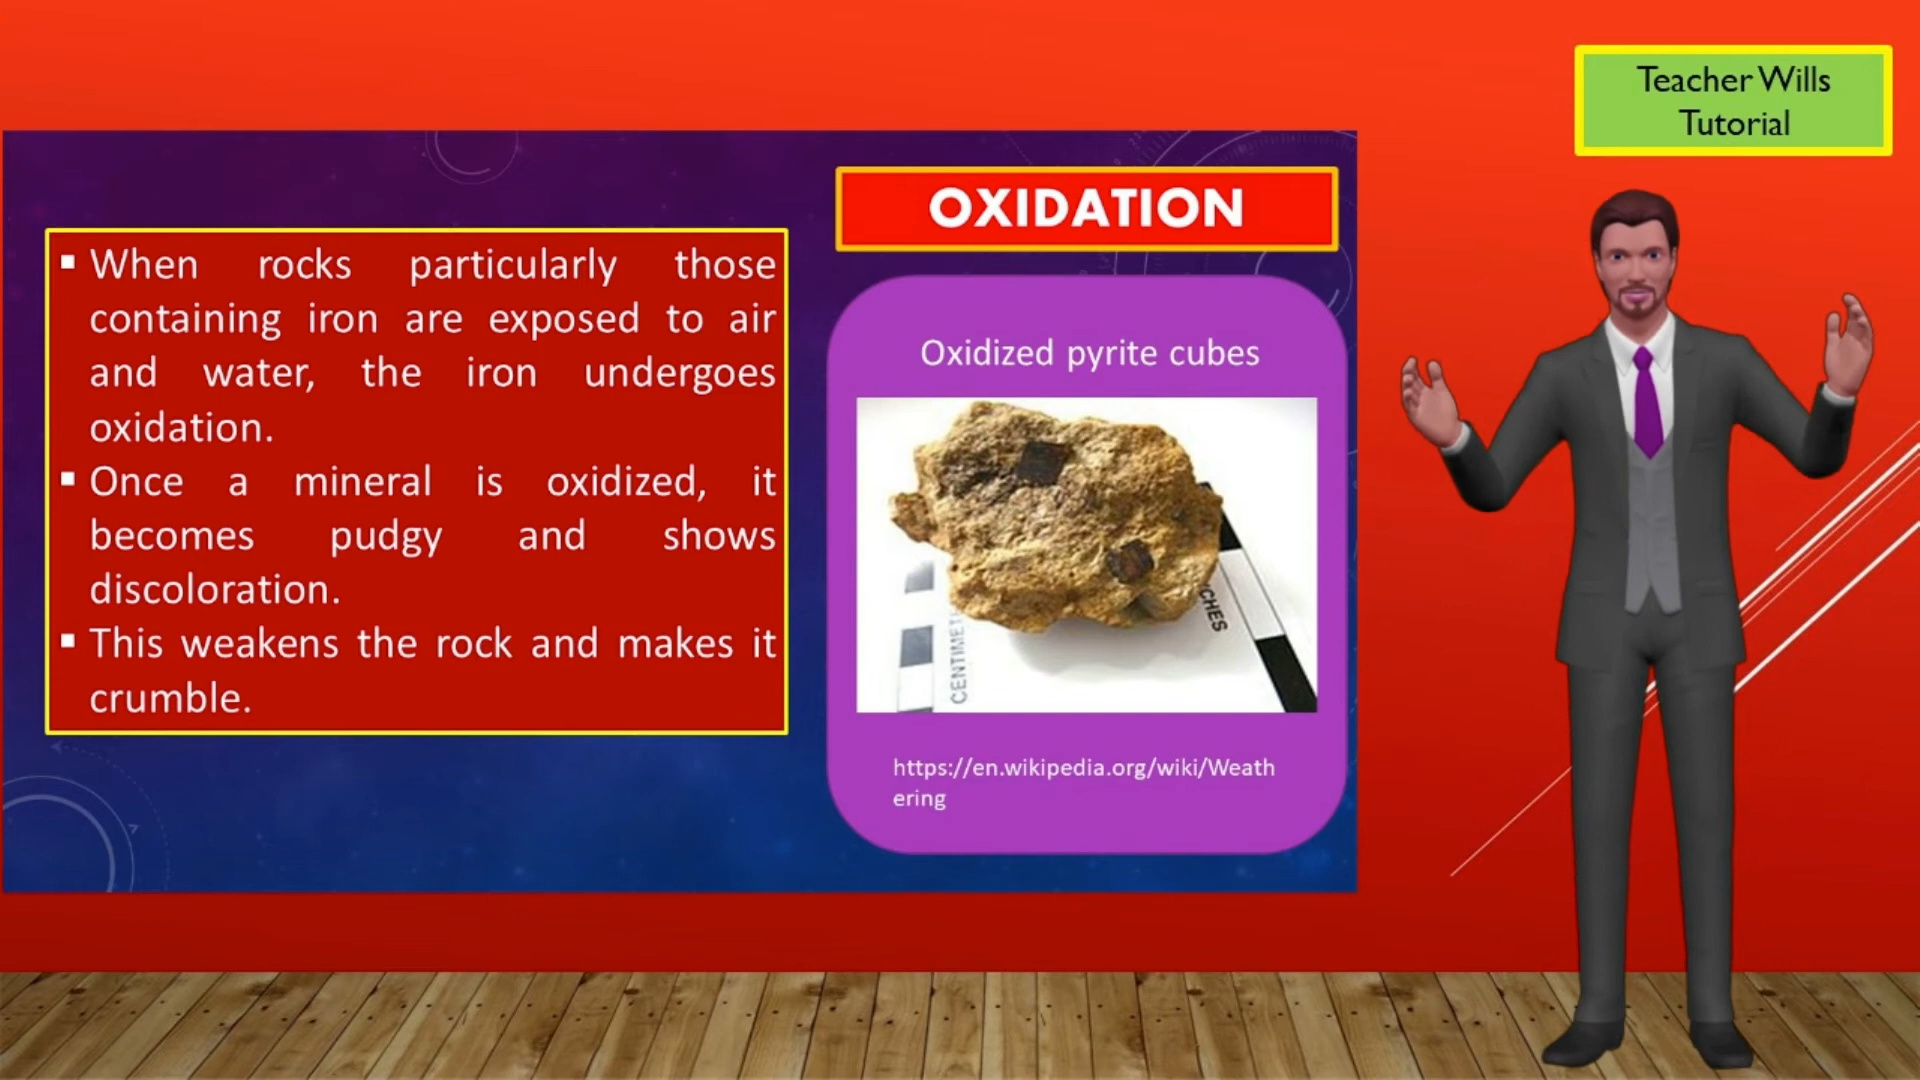 Teacher Wills
Tutorial
OXIDATION
▪ When rocks particularly those
containing iron are exposed to air
and water, the iron undergoes
oxidation.
▪ Once a mineral is oxidized, it
becomes pudgy and shows
discoloration.
▪ This weakens the rock and makes it
crumble.
Oxidized pyrite cubes
CENTIMET
CHES
https://en.wikipedia.org/wiki/Weath
ering